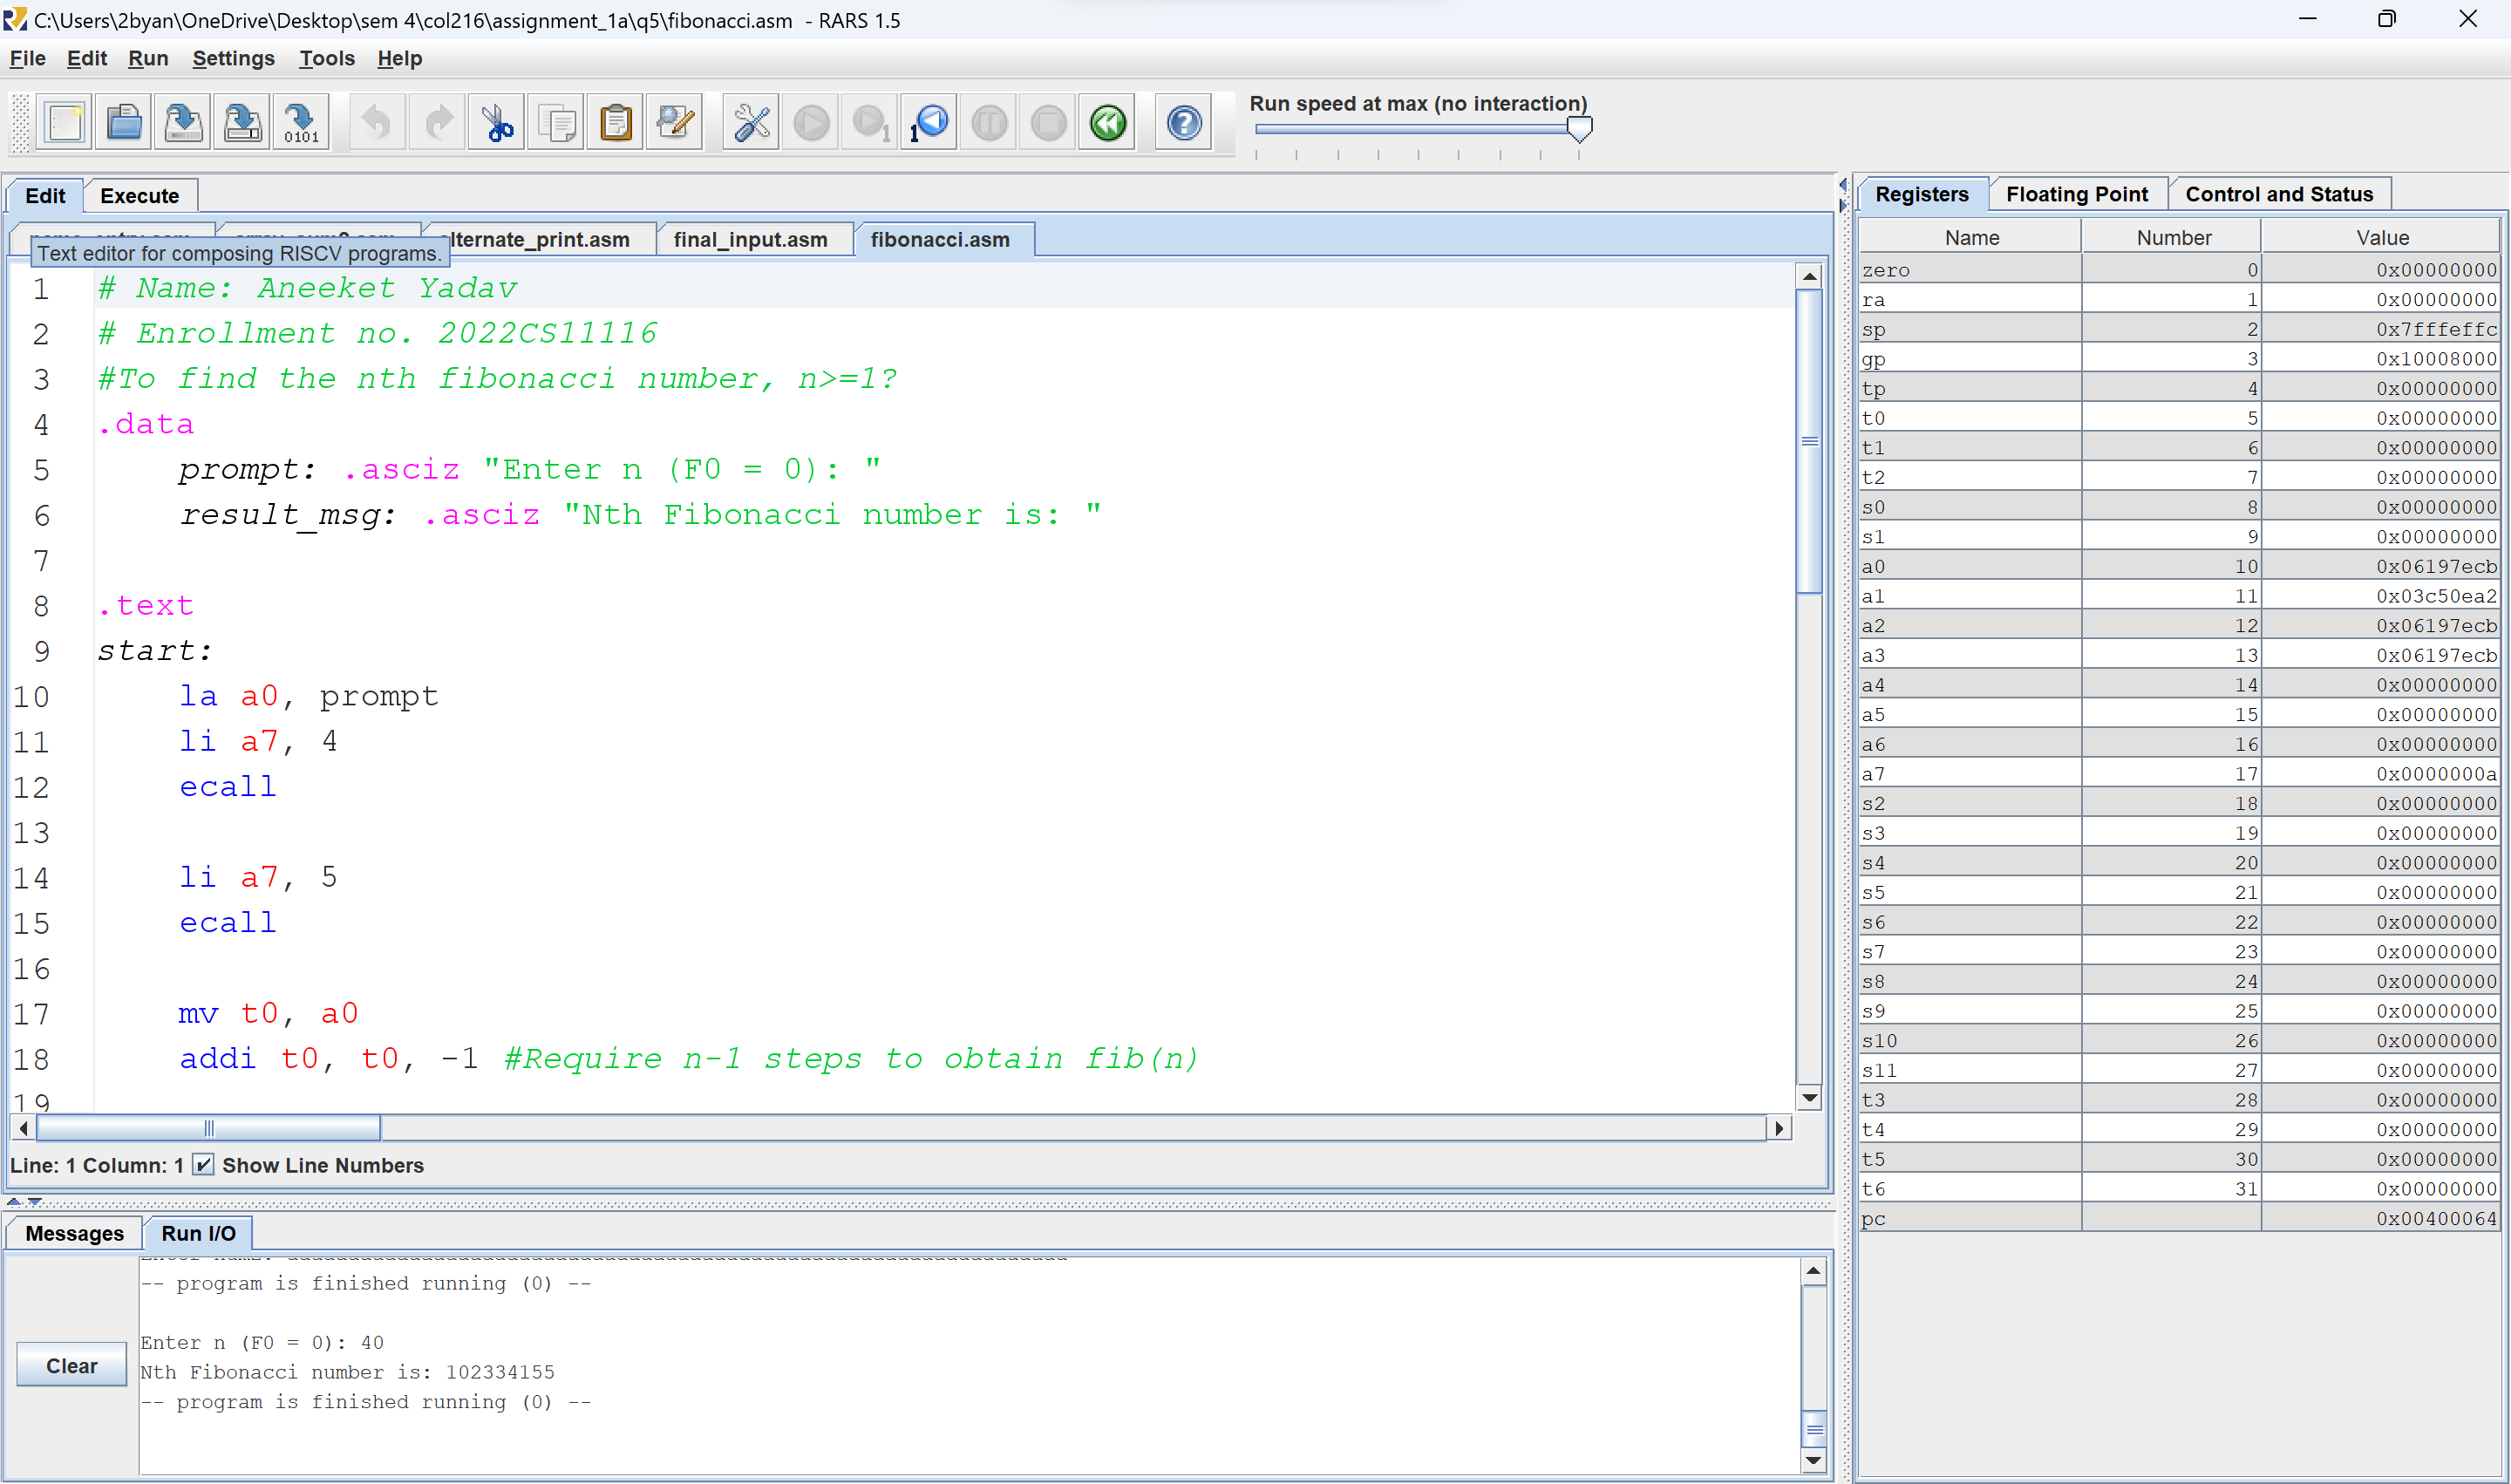 C:\Users\2byan\OneDrive\Desktop\sem 4\col216\assignment_1a\q5\fibonacci.asm - RARS 1.5
File Edit Run Settings Tools Help
Run speed at max (no interaction)
0101
1
1
Edit Execute
alternate_print.asm final_input.asm fibonacci.asm
Text editor for composing RISCV programs.
1 # Name: Aneeket Yadav
2 # Enrollment no. 2022CS11116
3 #To find the nth fibonacci number, n>=1?
4 .data
5 prompt: .asciz "Enter n (F0 = 0): "
6 result_msg: .asciz "Nth Fibonacci number is: "
7
8 .text
9 start:
10 la a0, prompt
11 li a7, 4
12 ecall
13
14 li a7, 5
15 ecall
16
17 mv t0, a0
18 addi t0, t0, -1 #Require n-1 steps to obtain fib(n)
19
Line: 1 Column: 1 Show Line Numbers
Messages Run I/O
-- program is finished running (0) --
Enter n (F0 = 0): 40
Nth Fibonacci number is: 102334155
-- program is finished running (0) --
Clear
Registers Floating Point Control and Status
Name Number Value
zero 0 0x00000000
ra 1 0x00000000
sp 2 0x7fffeffc
gp 3 0x10008000
tp 4 0x00000000
t0 5 0x00000000
t1 6 0x00000000
t2 7 0x00000000
s0 8 0x00000000
s1 9 0x00000000
a0 10 0x06197ecb
a1 11 0x03c50ea2
a2 12 0x06197ecb
a3 13 0x06197ecb
a4 14 0x00000000
a5 15 0x00000000
a6 16 0x00000000
a7 17 0x0000000a
s2 18 0x00000000
s3 19 0x00000000
s4 20 0x00000000
s5 21 0x00000000
s6 22 0x00000000
s7 23 0x00000000
s8 24 0x00000000
s9 25 0x00000000
s10 26 0x00000000
s11 27 0x00000000
t3 28 0x00000000
t4 29 0x00000000
t5 30 0x00000000
t6 31 0x00000000
pc 0x00400064